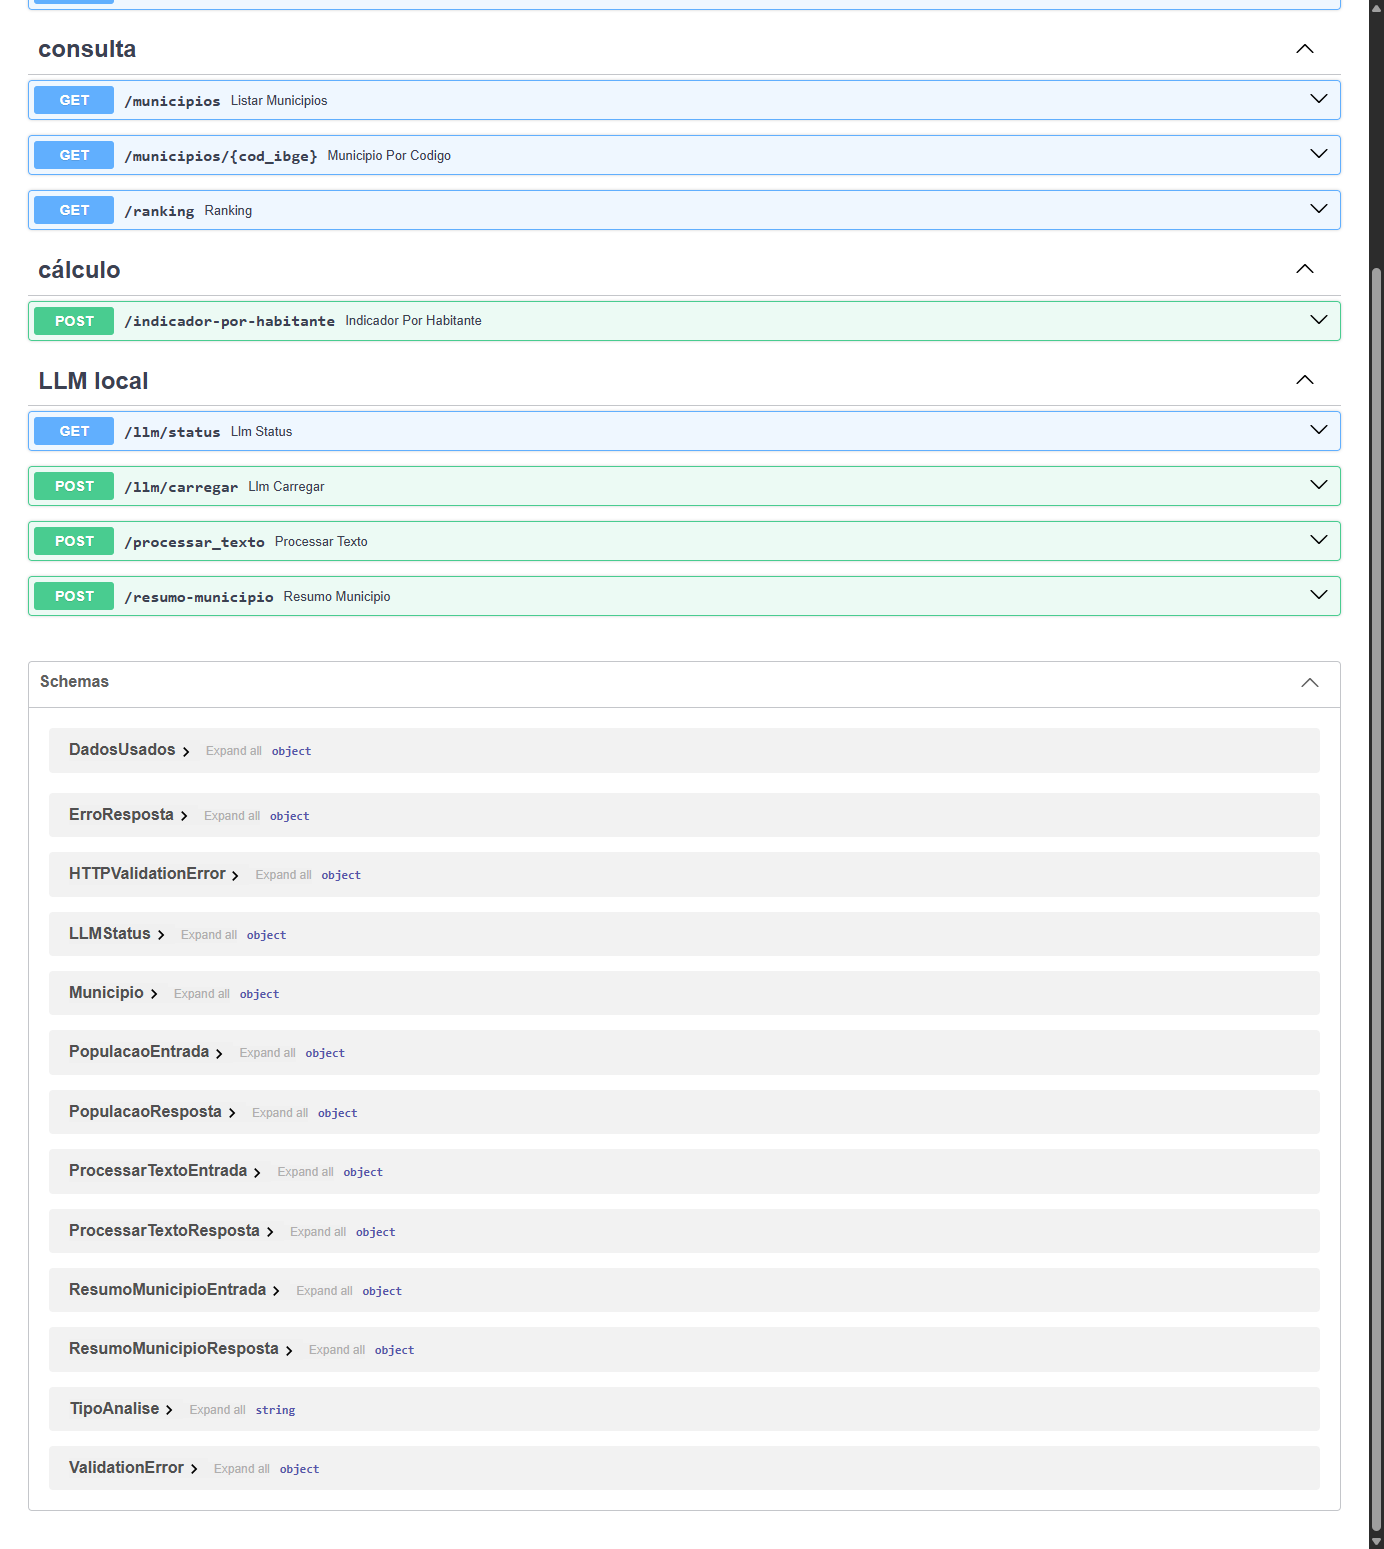 consulta
GET /municipios Listar Municipios
GET /municipios/{cod_ibge} Municipio Por Codigo
GET /ranking Ranking
cálculo
POST /indicador-por-habitante Indicador Por Habitante
LLM local
GET /llm/status Llm Status
POST /llm/carregar Llm Carregar
POST /processar_texto Processar Texto
POST /resumo-municipio Resumo Municipio
Schemas
DadosUsados Expand all object
ErroResposta Expand all object
HTTPValidationError Expand all object
LLMStatus Expand all object
Municipio Expand all object
PopulacaoEntrada Expand all object
PopulacaoResposta Expand all object
ProcessarTextoEntrada Expand all object
ProcessarTextoResposta Expand all object
ResumoMunicipioEntrada Expand all object
ResumoMunicipioResposta Expand all object
TipoAnalise Expand all string
ValidationError Expand all object